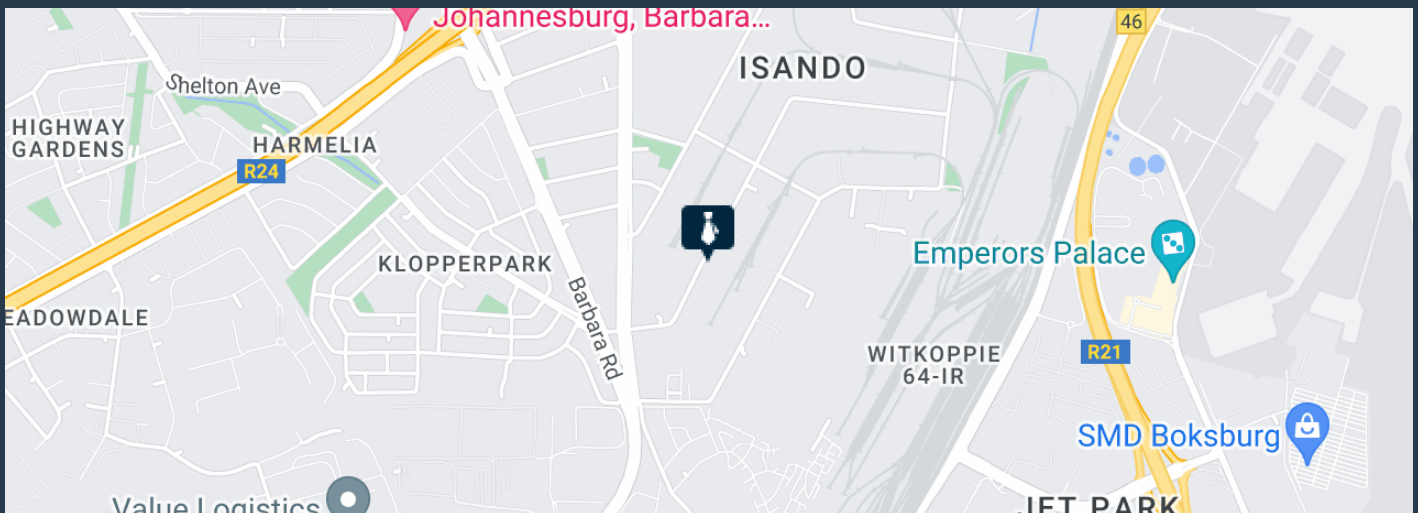 Johannesburg, Barbara...
46
ISANDO
Shelton Ave
HIGHWAY
GARDENS
HARMELIA
R24
Emperors Palace
KLOPPERPARK
Barbara Rd
EADOWDALE
WITKOPPIE
64-IR
R21
SMD Boksburg
Value Logistics
JET PARK